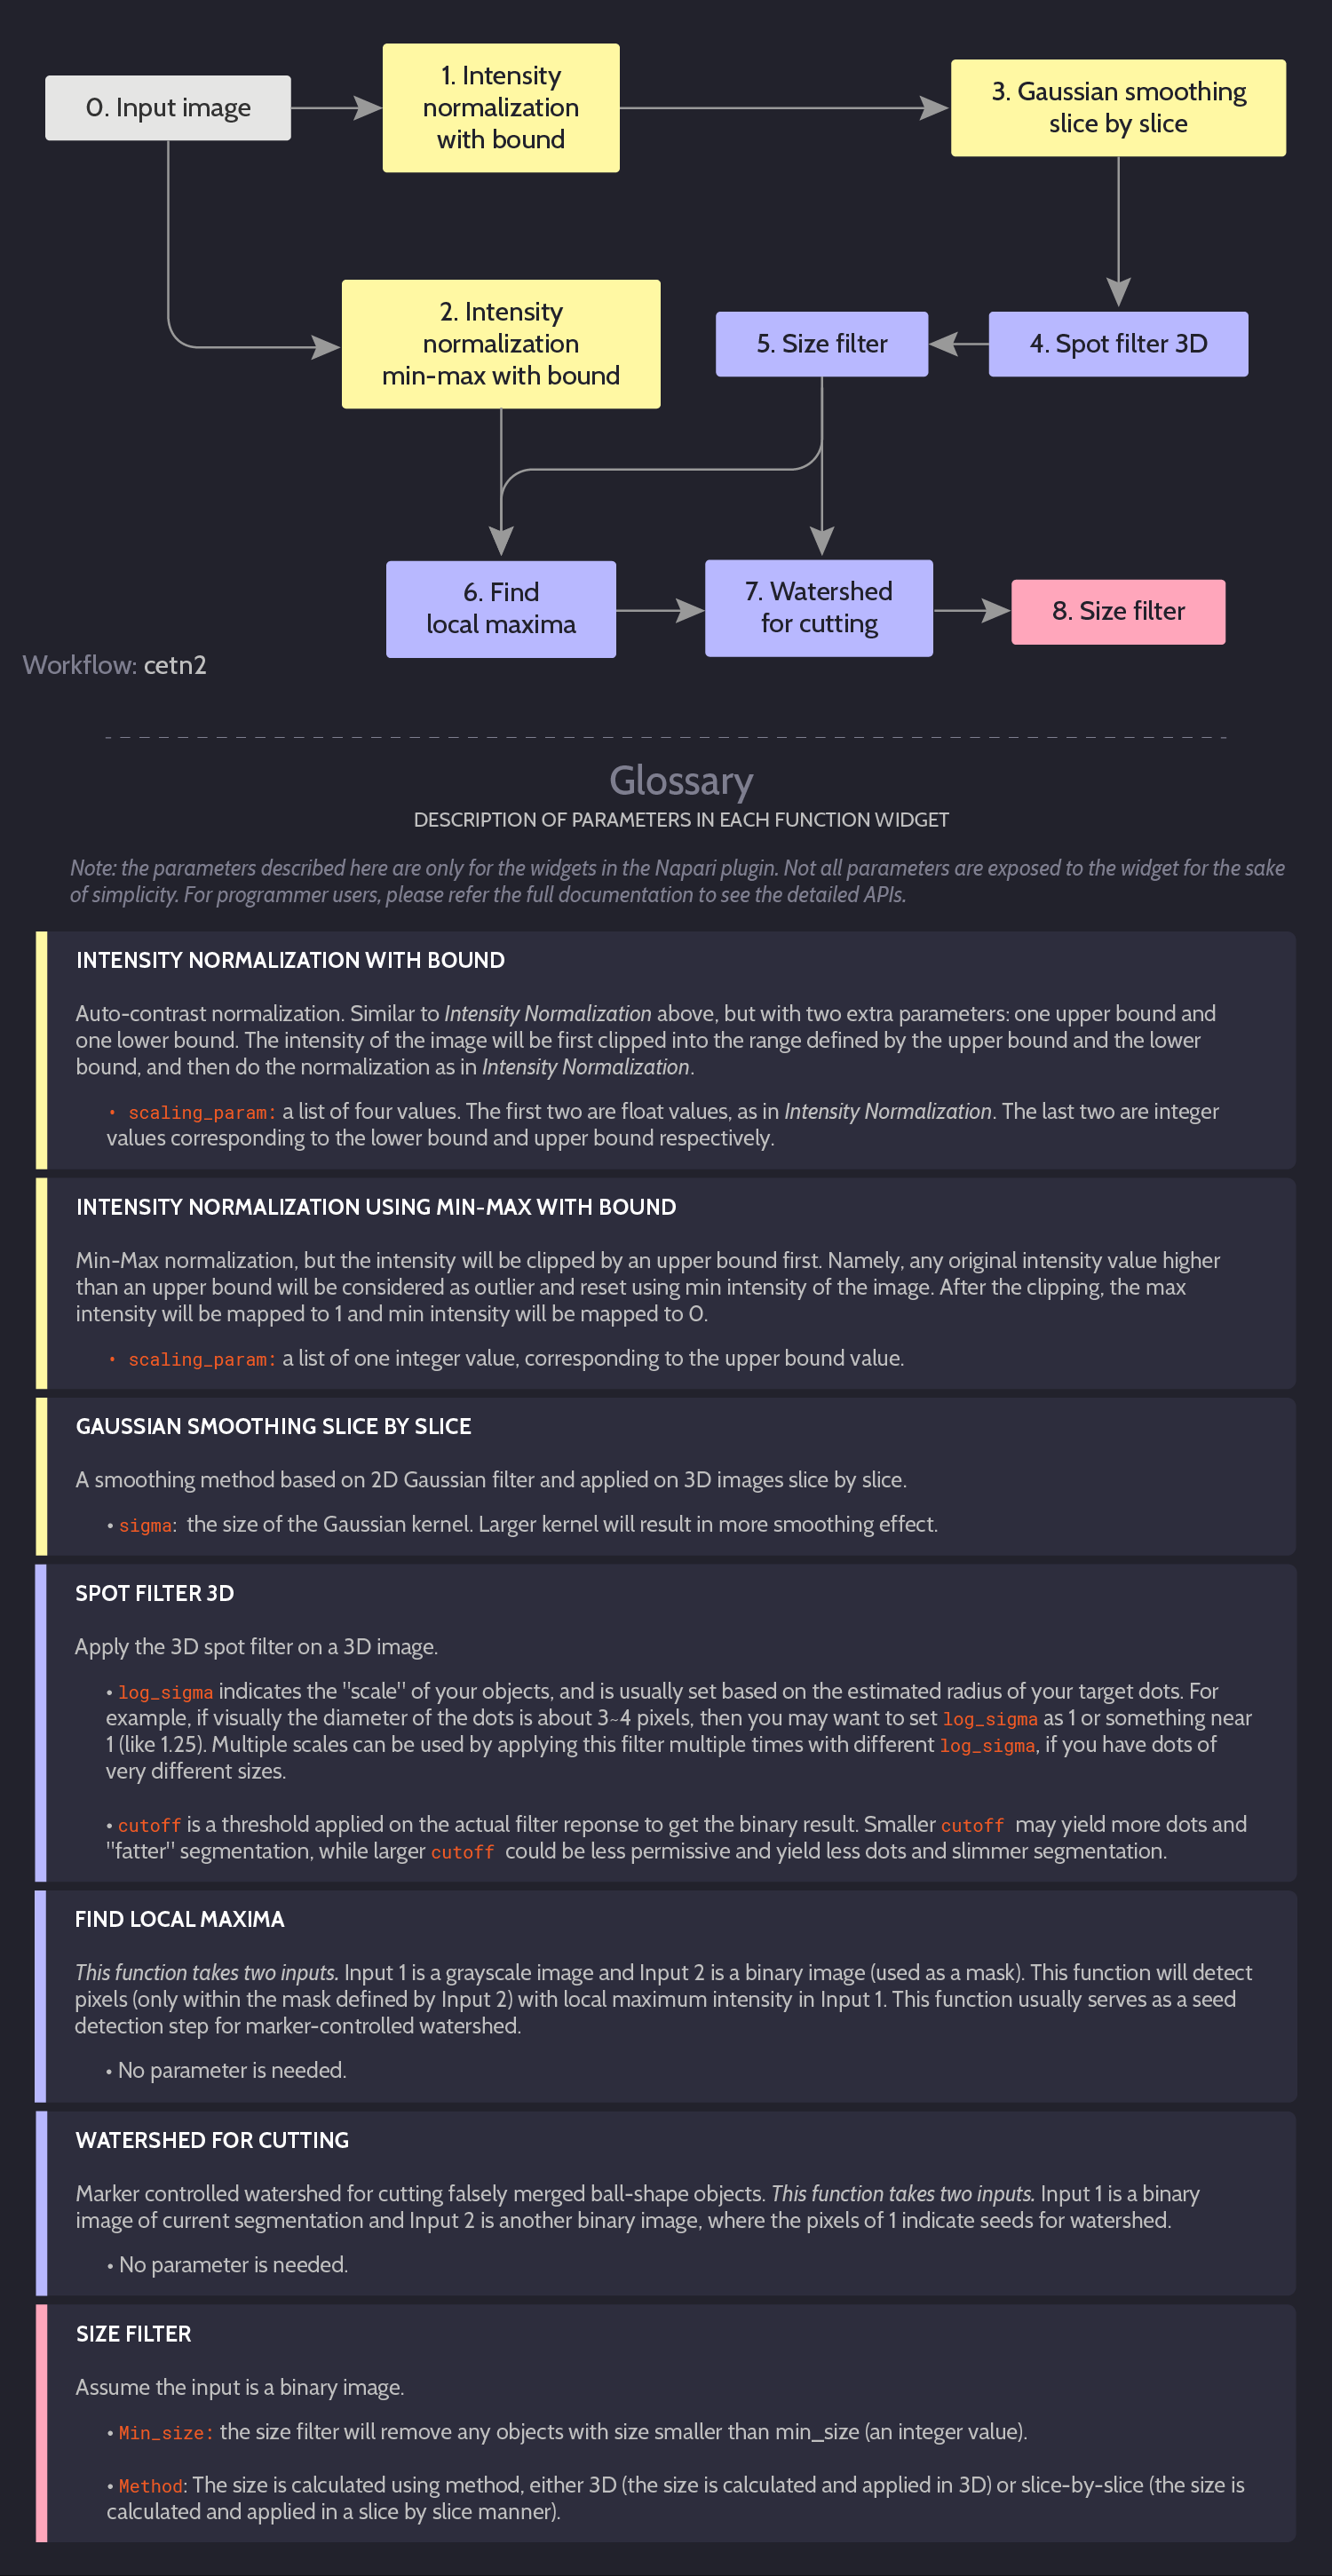 0. Input image
1. Intensity
normalization
with bound
3. Gaussian smoothing
slice by slice
2. Intensity
normalization
min-max with bound
5. Size filter
4. Spot filter 3D
6. Find
local maxima
7. Watershed
for cutting
8. Size filter
Workflow: cetn2
Glossary
DESCRIPTION OF PARAMETERS IN EACH FUNCTION WIDGET
Note: the parameters described here are only for the widgets in the Napari plugin. Not all parameters are exposed to the widget for the sake
of simplicity. For programmer users, please refer the full documentation to see the detailed APIs.
INTENSITY NORMALIZATION WITH BOUND
Auto-contrast normalization. Similar to Intensity Normalization above, but with two extra parameters: one upper bound and
one lower bound. The intensity of the image will be first clipped into the range defined by the upper bound and the lower
bound, and then do the normalization as in Intensity Normalization.
• scaling_param: a list of four values. The first two are float values, as in Intensity Normalization. The last two are integer
values corresponding to the lower bound and upper bound respectively.
INTENSITY NORMALIZATION USING MIN-MAX WITH BOUND
Min-Max normalization, but the intensity will be clipped by an upper bound first. Namely, any original intensity value higher
than an upper bound will be considered as outlier and reset using min intensity of the image. After the clipping, the max
intensity will be mapped to 1 and min intensity will be mapped to 0.
• scaling_param: a list of one integer value, corresponding to the upper bound value.
GAUSSIAN SMOOTHING SLICE BY SLICE
A smoothing method based on 2D Gaussian filter and applied on 3D images slice by slice.
• sigma: the size of the Gaussian kernel. Larger kernel will result in more smoothing effect.
SPOT FILTER 3D
Apply the 3D spot filter on a 3D image.
• log_sigma indicates the "scale" of your objects, and is usually set based on the estimated radius of your target dots. For
example, if visually the diameter of the dots is about 3~4 pixels, then you may want to set log_sigma as 1 or something near
1 (like 1.25). Multiple scales can be used by applying this filter multiple times with different log_sigma, if you have dots of
very different sizes.
• cutoff is a threshold applied on the actual filter reponse to get the binary result. Smaller cutoff may yield more dots and
"fatter" segmentation, while larger cutoff could be less permissive and yield less dots and slimmer segmentation.
FIND LOCAL MAXIMA
This function takes two inputs. Input 1 is a grayscale image and Input 2 is a binary image (used as a mask). This function will detect
pixels (only within the mask defined by Input 2) with local maximum intensity in Input 1. This function usually serves as a seed
detection step for marker-controlled watershed.
• No parameter is needed.
WATERSHED FOR CUTTING
Marker controlled watershed for cutting falsely merged ball-shape objects. This function takes two inputs. Input 1 is a binary
image of current segmentation and Input 2 is another binary image, where the pixels of 1 indicate seeds for watershed.
• No parameter is needed.
SIZE FILTER
Assume the input is a binary image.
• Min_size: the size filter will remove any objects with size smaller than min_size (an integer value).
• Method: The size is calculated using method, either 3D (the size is calculated and applied in 3D) or slice-by-slice (the size is
calculated and applied in a slice by slice manner).